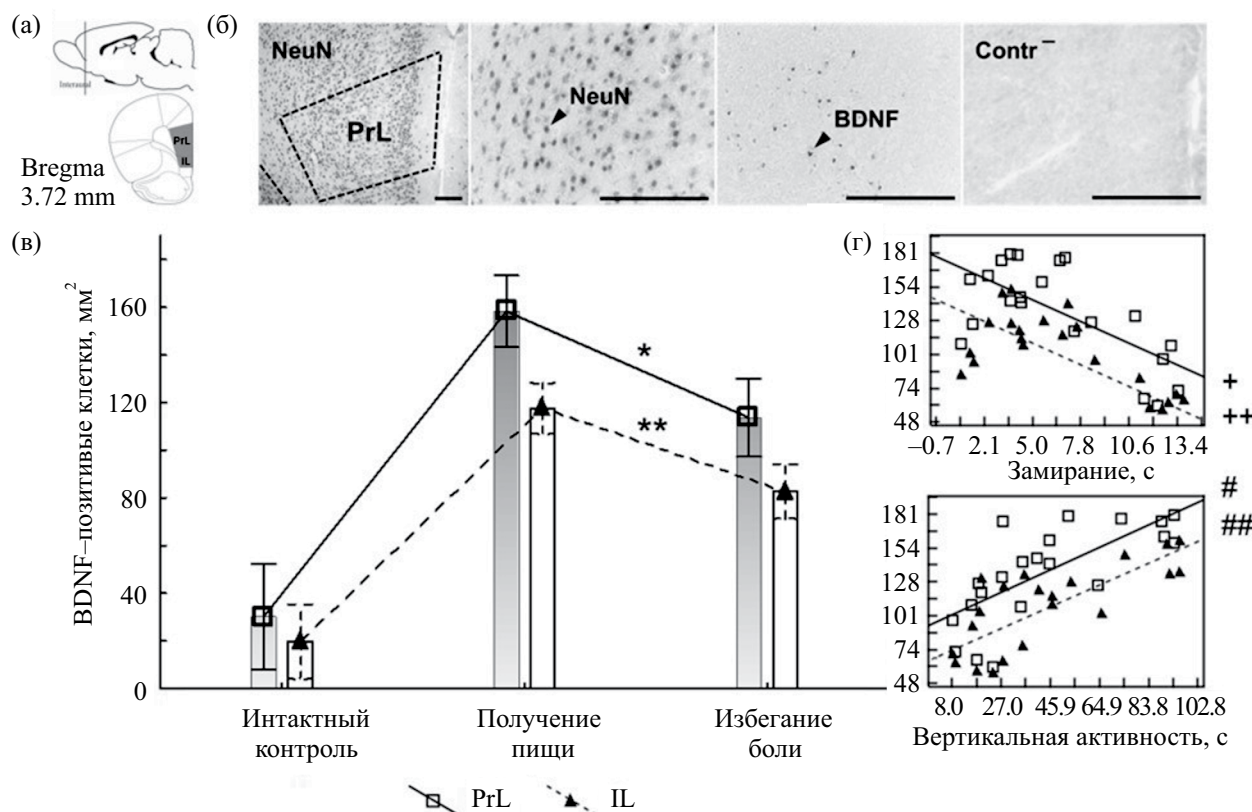 (а)
Interaural
PrL
IL
Bregma
3.72 mm
(б)
NeuN
PrL
NeuN
BDNF
Contr –
(в)
BDNF–позитивые клетки, мм²
160
120
80
40
0
*
**
Интактный
контроль
Получение
пищи
Избегание
боли
PrL IL
(г)
181
154
128
101
74
48
–0.7 2.1 5.0 7.8 10.6 13.4
Замирание, с
+
++
#
##
181
154
128
101
74
48
8.0 27.0 45.9 64.9 83.8 102.8
Вертикальная активность, с